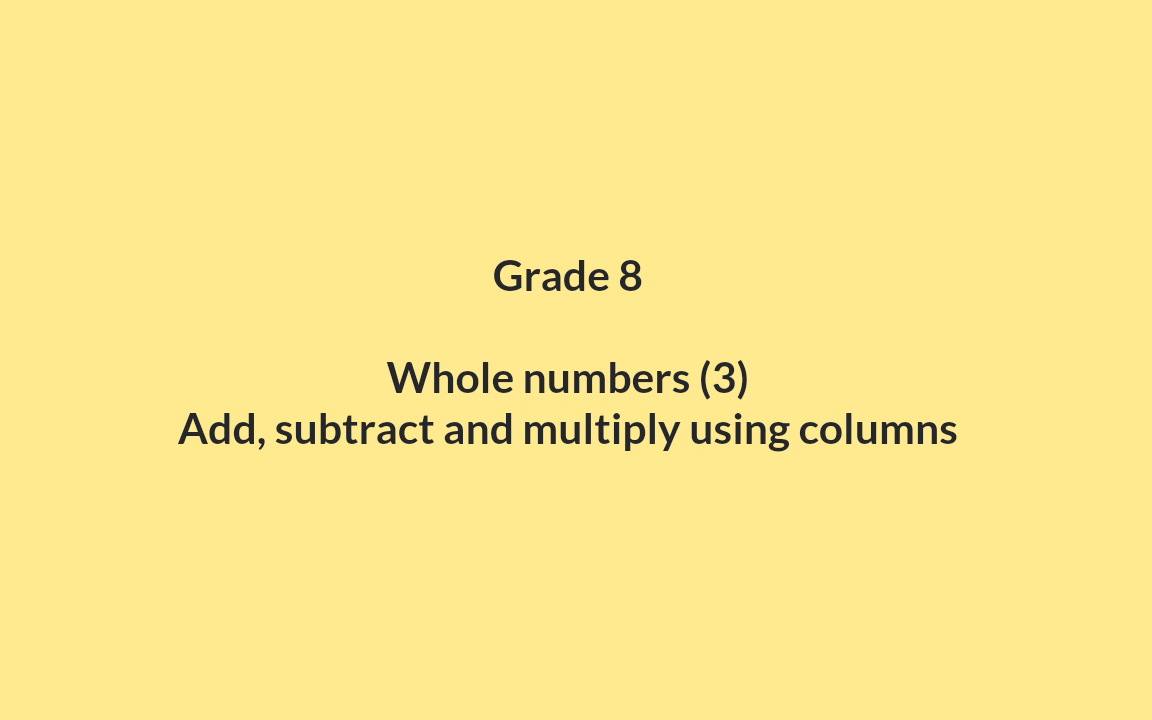 Grade 8
Whole numbers (3)
Add, subtract and multiply using columns